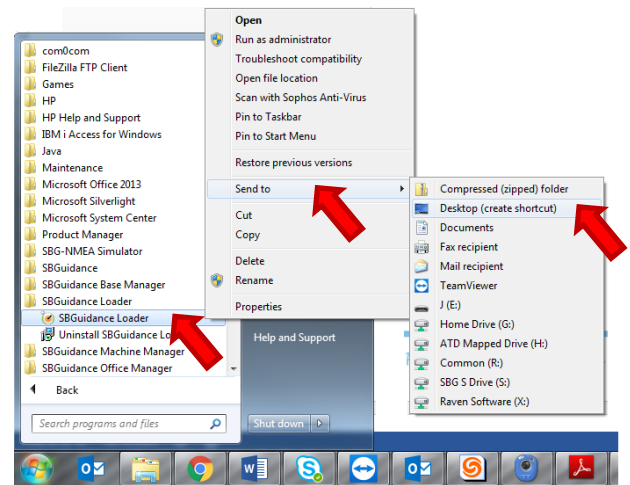 com0com
FileZilla FTP Client
Games
HP
HP Help and Support
IBM i Access for Windows
Java
Maintenance
Microsoft Office 2013
Microsoft Silverlight
Microsoft System Center
Product Manager
SBG-NMEA Simulator
SBGuidance
SBGuidance Base Manager
SBGuidance Loader
SBGuidance Loader
Uninstall SBGuidance Lo
SBGuidance Machine Manager
SBGuidance Office Manager
Back
Search programs and files
Help and Support
Shut down
Open
Run as administrator
Troubleshoot compatibility
Open file location
Scan with Sophos Anti-Virus
Pin to Taskbar
Pin to Start Menu
Restore previous versions
Send to
Cut
Copy
Delete
Rename
Properties
Compressed (zipped) folder
Desktop (create shortcut)
Documents
Fax recipient
Mail recipient
TeamViewer
J (E:)
Home Drive (G:)
ATD Mapped Drive (H:)
Common (R:)
SBG S Drive (S:)
Raven Software (X:)